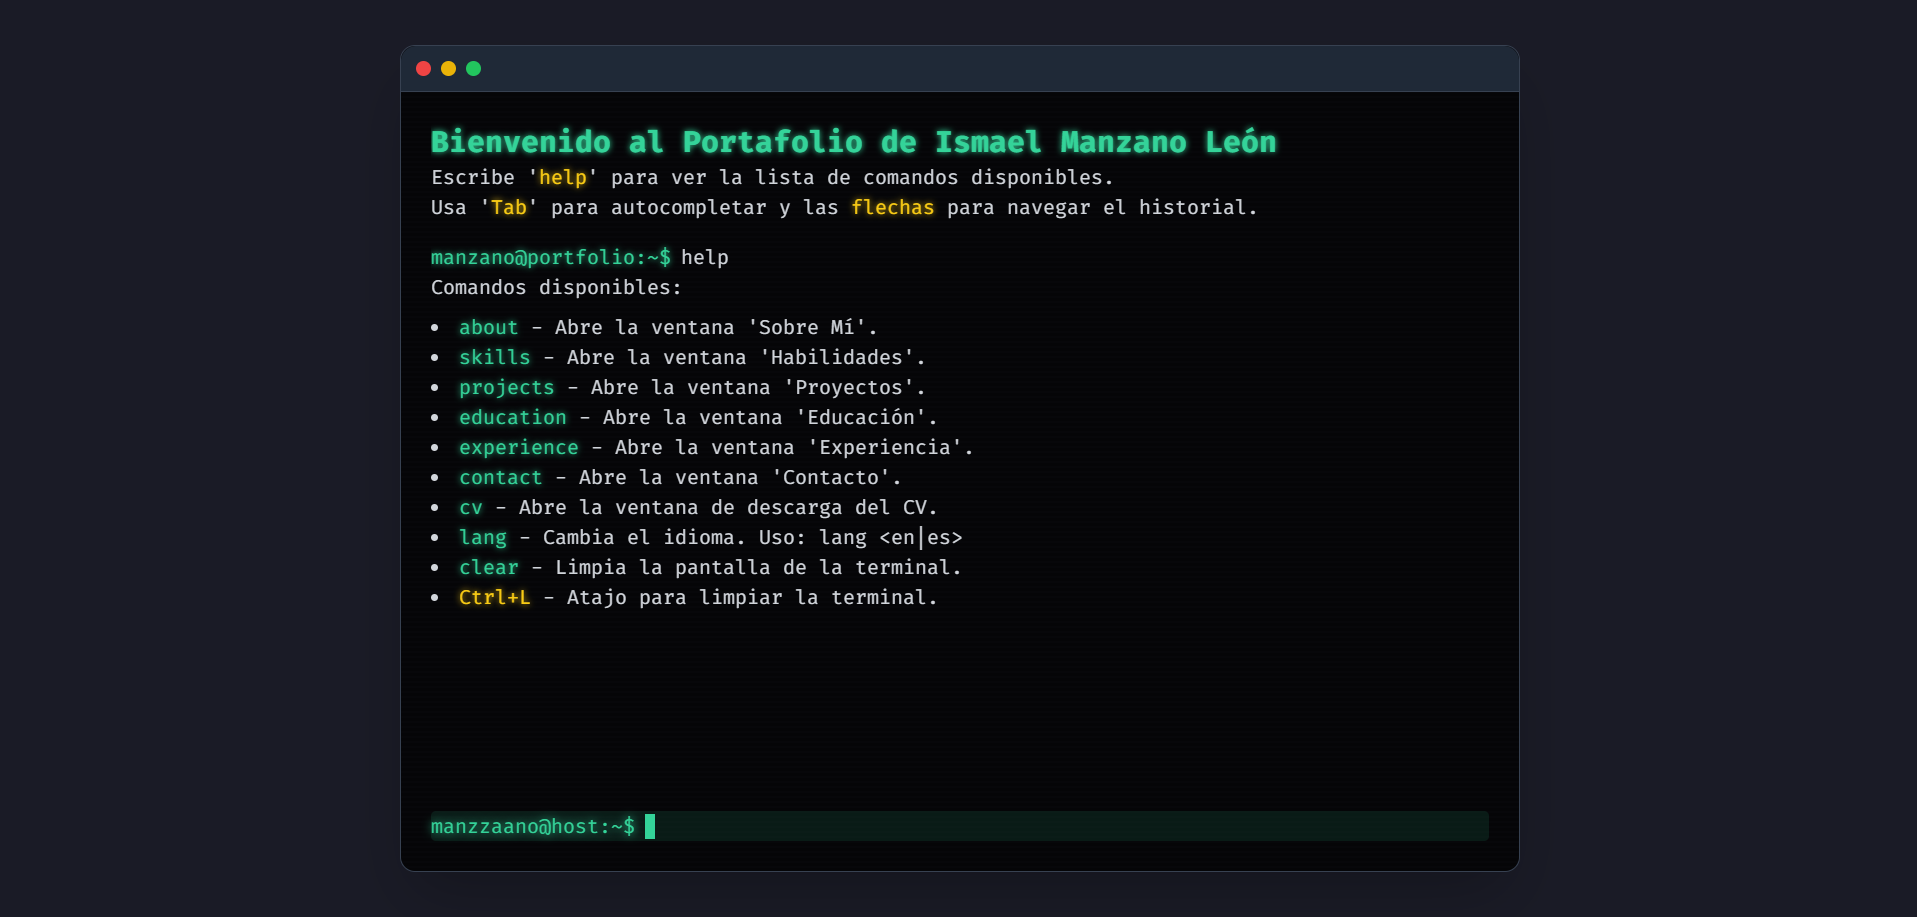 Bienvenido al Portafolio de Ismael Manzano León
Escribe 'help' para ver la lista de comandos disponibles.
Usa 'Tab' para autocompletar y las flechas para navegar el historial.
manzano@portfolio:~$ help
Comandos disponibles:
• about - Abre la ventana 'Sobre Mí'.
• skills - Abre la ventana 'Habilidades'.
• projects - Abre la ventana 'Proyectos'.
• education - Abre la ventana 'Educación'.
• experience - Abre la ventana 'Experiencia'.
• contact - Abre la ventana 'Contacto'.
• cv - Abre la ventana de descarga del CV.
• lang - Cambia el idioma. Uso: lang <en|es>
• clear - Limpia la pantalla de la terminal.
• Ctrl+L - Atajo para limpiar la terminal.
manzzaano@host:~$